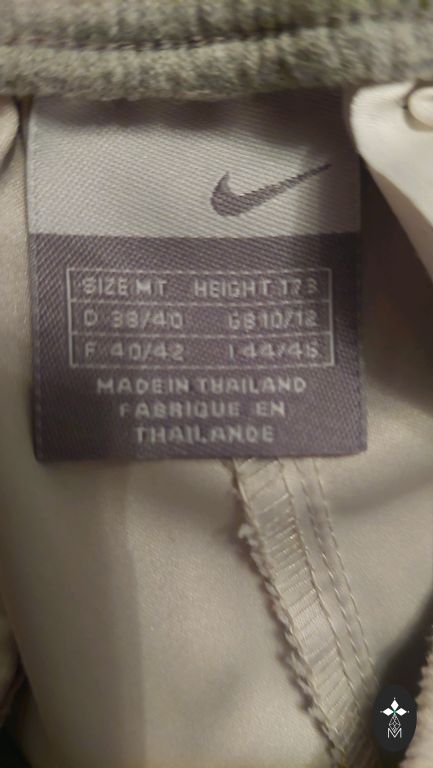 SIZE M T HEIGHT 173
D 38/40 GB 10/12
F 40/42 I 44/46
MADE IN THAILAND
FABRIQUE EN
THAILANDE
M